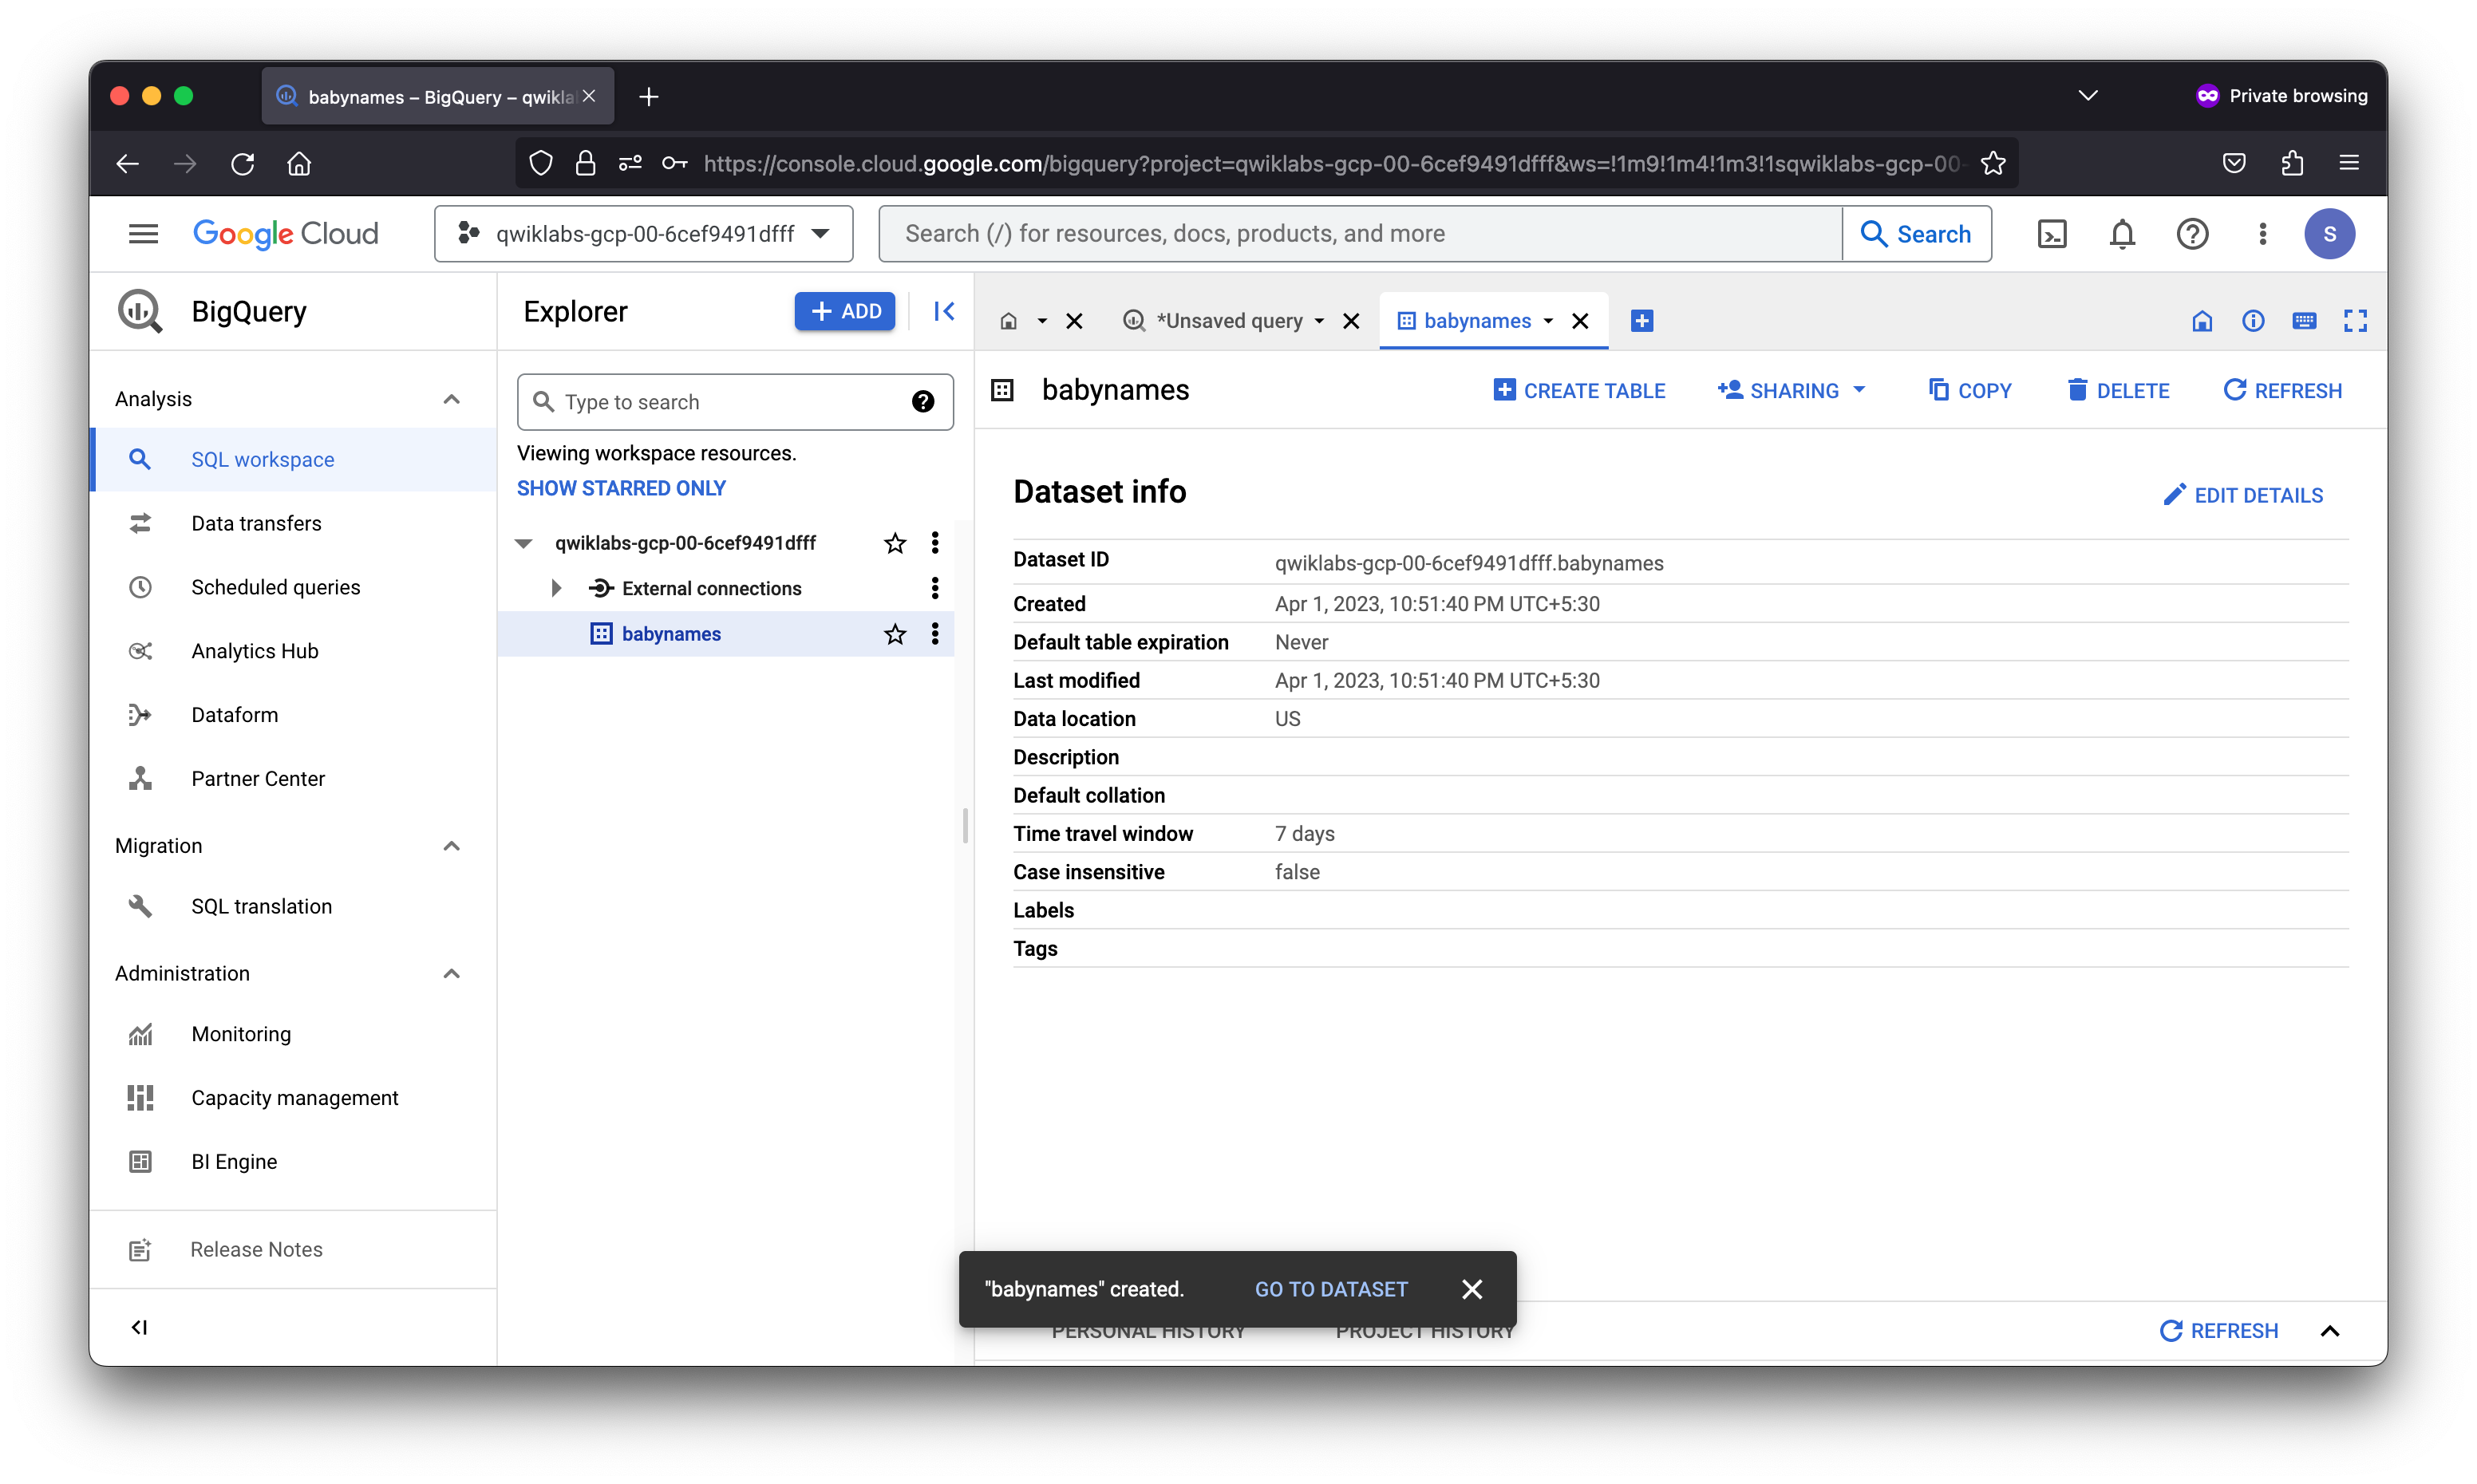 babynames – BigQuery – qwikla
Private browsing
https://console.cloud.google.com/bigquery?project=qwiklabs-gcp-00-6cef9491dfff&ws=!1m9!1m4!1m3!1sqwiklabs-gcp-00-
Google Cloud
qwiklabs-gcp-00-6cef9491dfff
Search (/) for resources, docs, products, and more
Search
S
BigQuery
Analysis
SQL workspace
Data transfers
Scheduled queries
Analytics Hub
Dataform
Partner Center
Migration
SQL translation
Administration
Monitoring
Capacity management
BI Engine
Release Notes
Explorer
+ ADD
Type to search
Viewing workspace resources.
SHOW STARRED ONLY
qwiklabs-gcp-00-6cef9491dfff
External connections
babynames
*Unsaved query
babynames
babynames
CREATE TABLE
SHARING
COPY
DELETE
REFRESH
Dataset info
EDIT DETAILS
Dataset ID qwiklabs-gcp-00-6cef9491dfff.babynames
Created Apr 1, 2023, 10:51:40 PM UTC+5:30
Default table expiration Never
Last modified Apr 1, 2023, 10:51:40 PM UTC+5:30
Data location US
Description
Default collation
Time travel window 7 days
Case insensitive false
Labels
Tags
"babynames" created. GO TO DATASET
PERSONAL HISTORY
PROJECT HISTORY
REFRESH